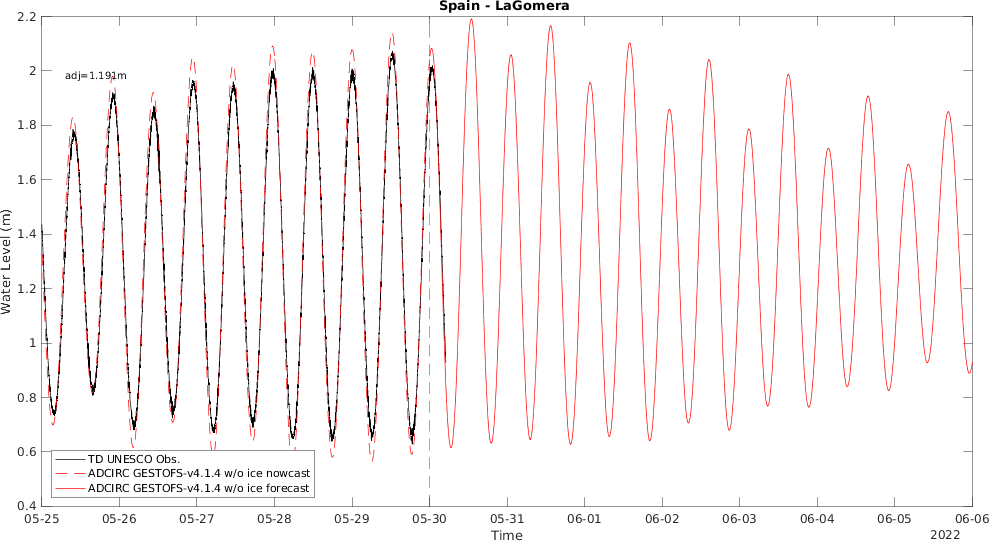 Spain - LaGomera
adj=1.191m
Water Level (m)
2.2
2
1.8
1.6
1.4
1.2
1
0.8
0.6
0.4
TD UNESCO Obs.
ADCIRC GESTOFS-v4.1.4 w/o ice nowcast
ADCIRC GESTOFS-v4.1.4 w/o ice forecast
05-25 05-26 05-27 05-28 05-29 05-30 05-31 06-01 06-02 06-03 06-04 06-05 06-06
Time
2022